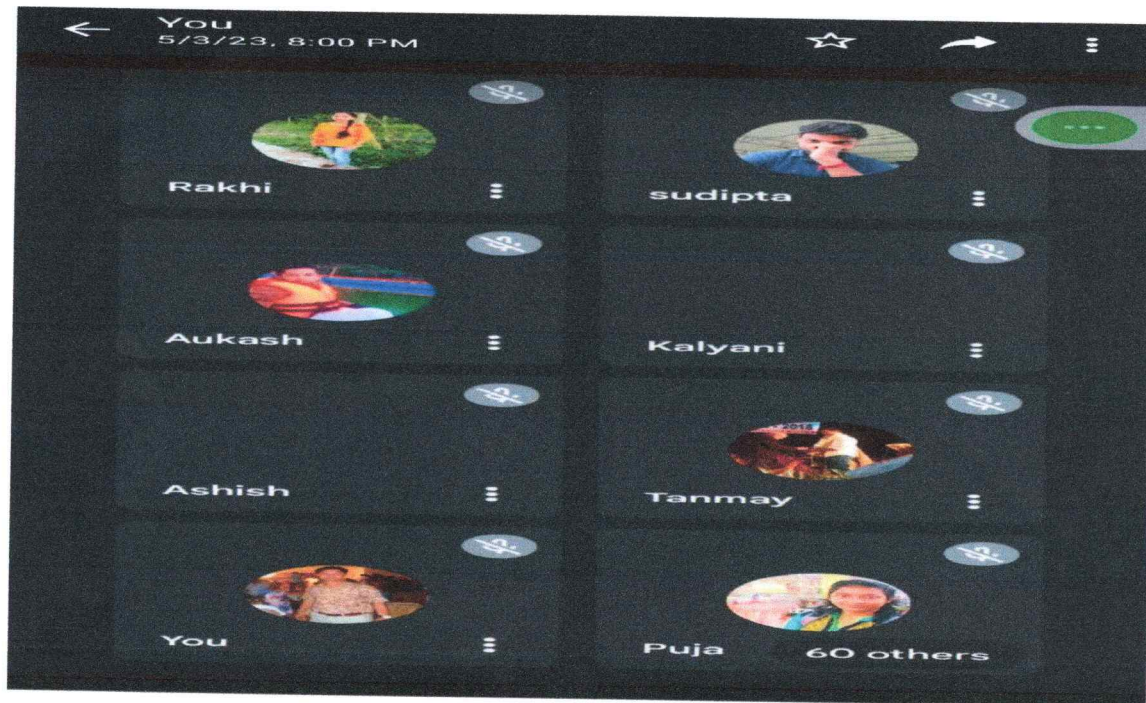 You
5/3/23, 8:00 PM
Rakhi
sudipta
Aukash
Kalyani
Ashish
Tanmay
You
Puja
60 others